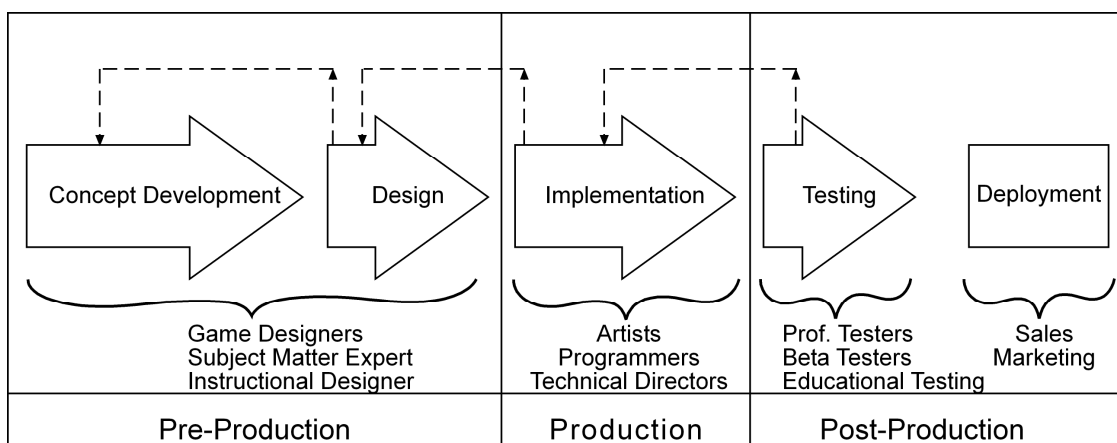 Concept Development
Design
Implementation
Testing
Deployment
Game Designers
Subject Matter Expert
Instructional Designer
Artists
Programmers
Technical Directors
Prof. Testers
Beta Testers
Educational Testing
Sales
Marketing
Pre-Production
Production
Post-Production